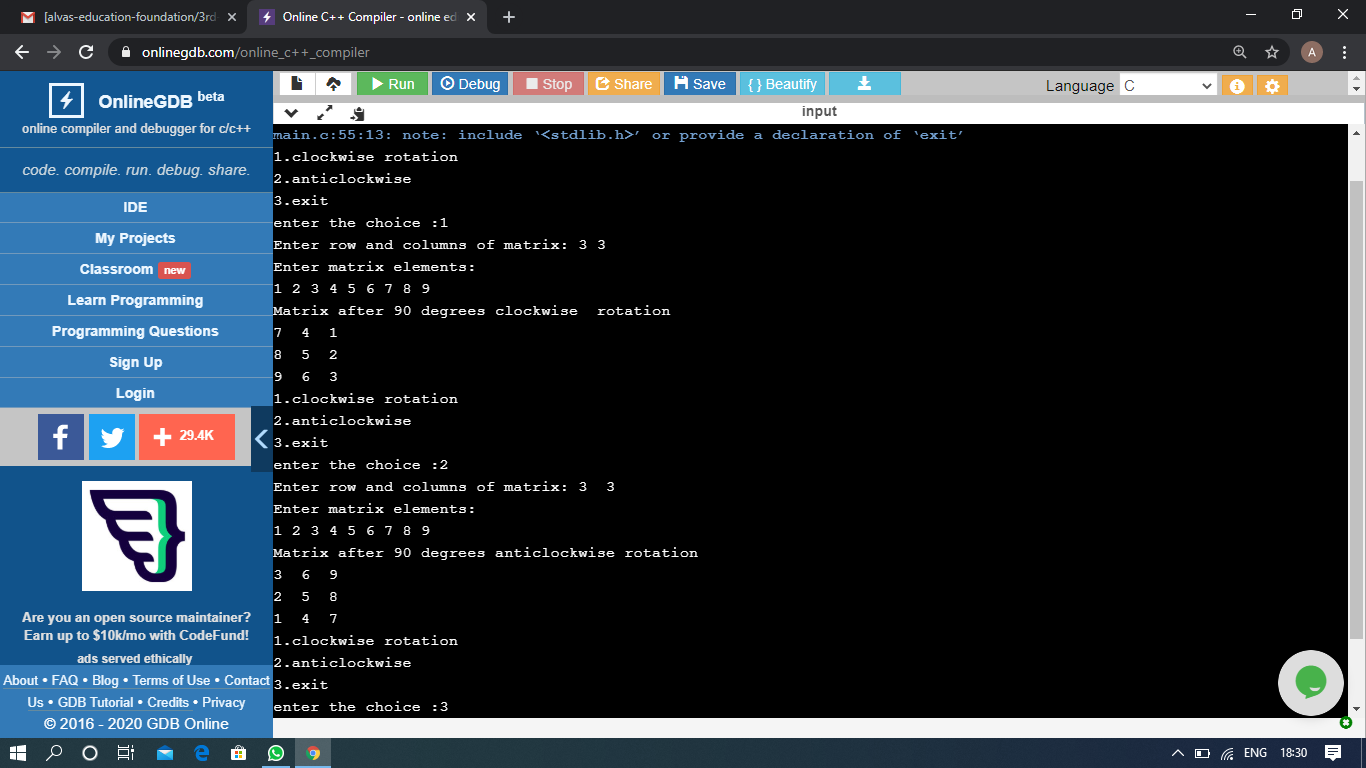 [alvas-education-foundation/3rd
Online C++ Compiler - online ed
onlinegdb.com/online_c++_compiler
A
OnlineGDB beta
online compiler and debugger for c/c++
code. compile. run. debug. share.
IDE
My Projects
Classroom new
Learn Programming
Programming Questions
Sign Up
Login
29.4K
Are you an open source maintainer?
Earn up to $10k/mo with CodeFund!
ads served ethically
About • FAQ • Blog • Terms of Use • Contact
Us • GDB Tutorial • Credits • Privacy
© 2016 - 2020 GDB Online
Run Debug Stop Share Save { } Beautify
Language C
input
main.c:55:13: note: include ‘<stdlib.h>’ or provide a declaration of ‘exit’
1.clockwise rotation
2.anticlockwise
3.exit
enter the choice :1
Enter row and columns of matrix: 3 3
Enter matrix elements:
1 2 3 4 5 6 7 8 9
Matrix after 90 degrees clockwise  rotation
7  4  1
8  5  2
9  6  3
1.clockwise rotation
2.anticlockwise
3.exit
enter the choice :2
Enter row and columns of matrix: 3  3
Enter matrix elements:
1 2 3 4 5 6 7 8 9
Matrix after 90 degrees anticlockwise rotation
3  6  9
2  5  8
1  4  7
1.clockwise rotation
2.anticlockwise
3.exit
enter the choice :3
ENG 18:30